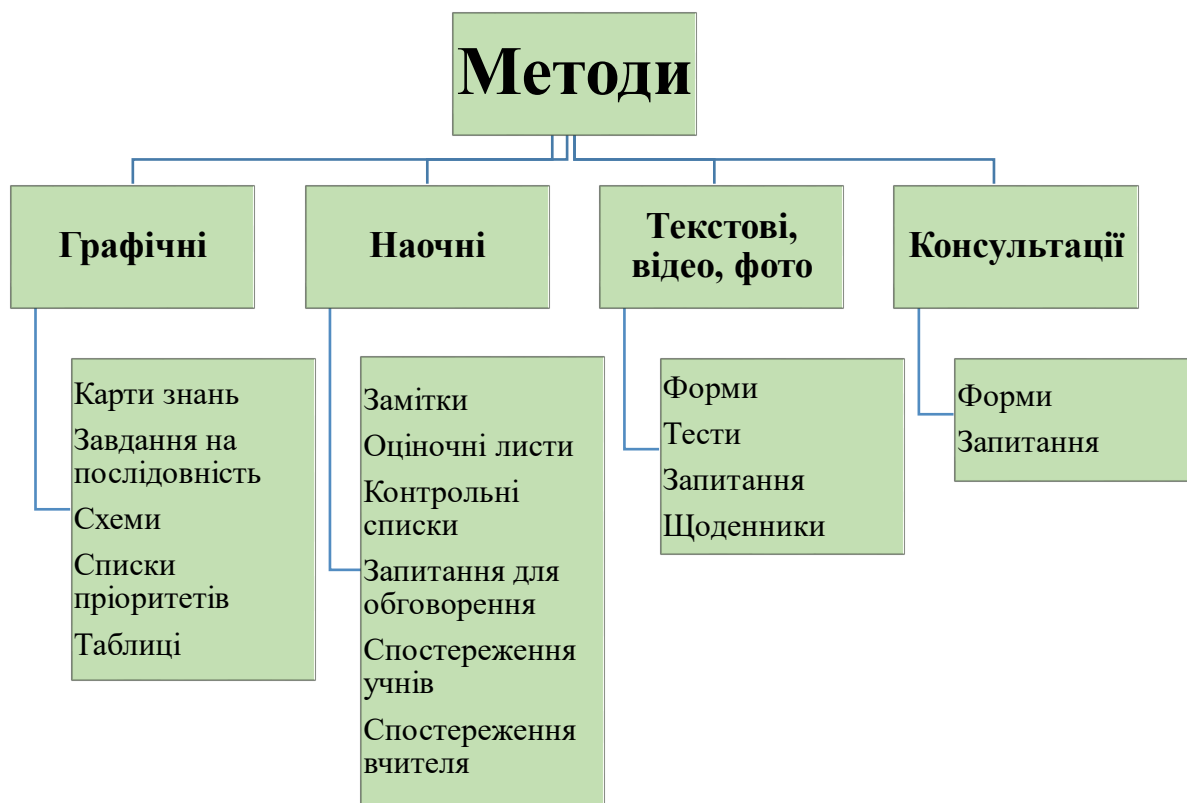 Методи
Графічні
Карти знань
Завдання на
послідовність
Схеми
Списки
пріоритетів
Таблиці
Наочні
Замітки
Оціночні листи
Контрольні
списки
Запитання для
обговорення
Спостереження
учнів
Спостереження
вчителя
Текстові,
відео, фото
Форми
Тести
Запитання
Щоденники
Консультації
Форми
Запитання